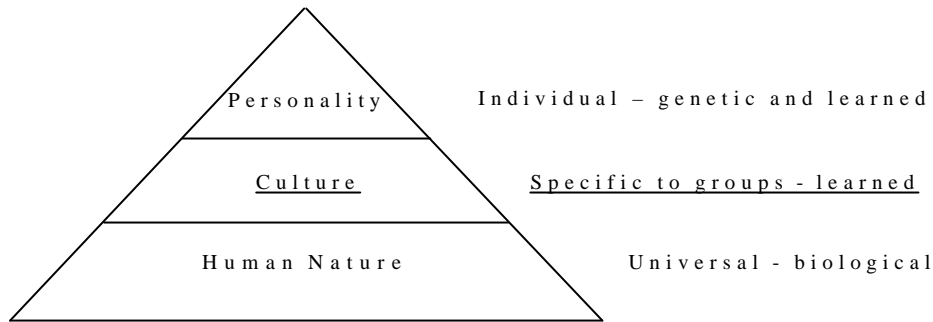 Personality Individual – genetic and learned
Culture Specific to groups - learned
Human Nature Universal - biological